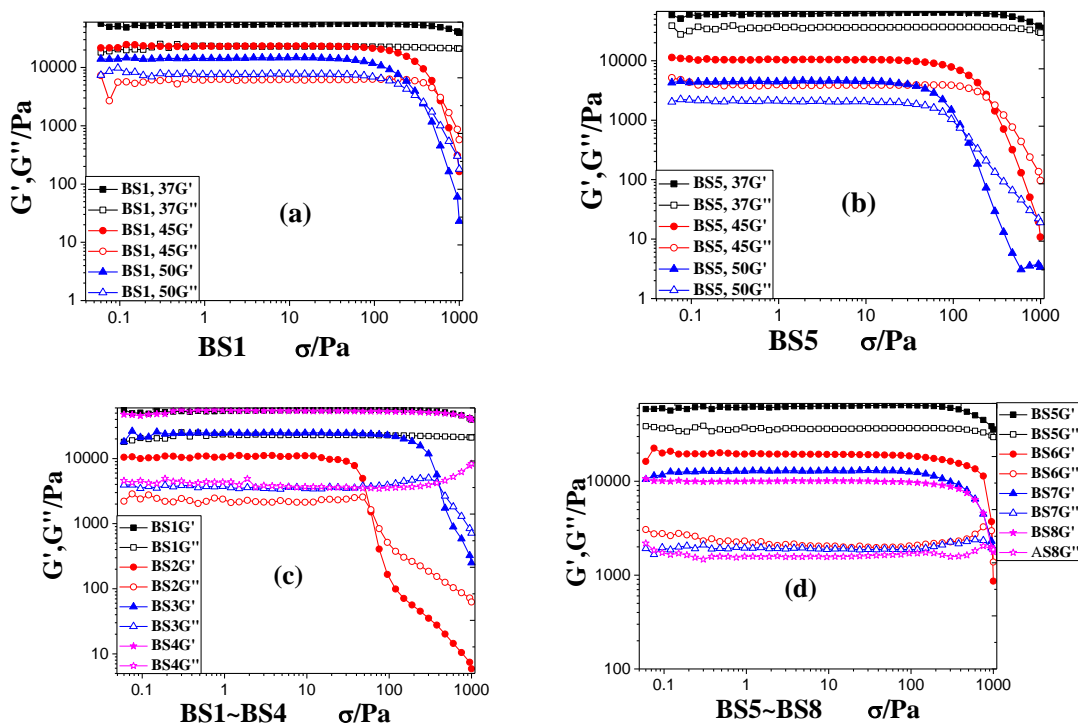 G',G''/Pa
10000
1000
100
10
1
BS1, 37G'
BS1, 37G''
BS1, 45G'
BS1, 45G''
BS1, 50G'
BS1, 50G''
(a)
0.1 1 10 100 1000
BS1 σ/Pa
G',G''/Pa
10000
1000
100
10
1
BS5, 37G'
BS5, 37G''
BS5, 45G'
BS5, 45G''
BS5, 50G'
BS5, 50G''
(b)
0.1 1 10 100 1000
BS5 σ/Pa
G',G''/Pa
10000
1000
100
10
BS1G'
BS1G''
BS2G'
BS2G''
BS3G'
BS3G''
BS4G'
BS4G''
(c)
0.1 1 10 100 1000
BS1~BS4 σ/Pa
G',G''/Pa
10000
1000
100
(d)
0.1 1 10 100 1000
BS5~BS8 σ/Pa
BS5G'
BS5G''
BS6G'
BS6G''
BS7G'
BS7G''
BS8G'
AS8G''